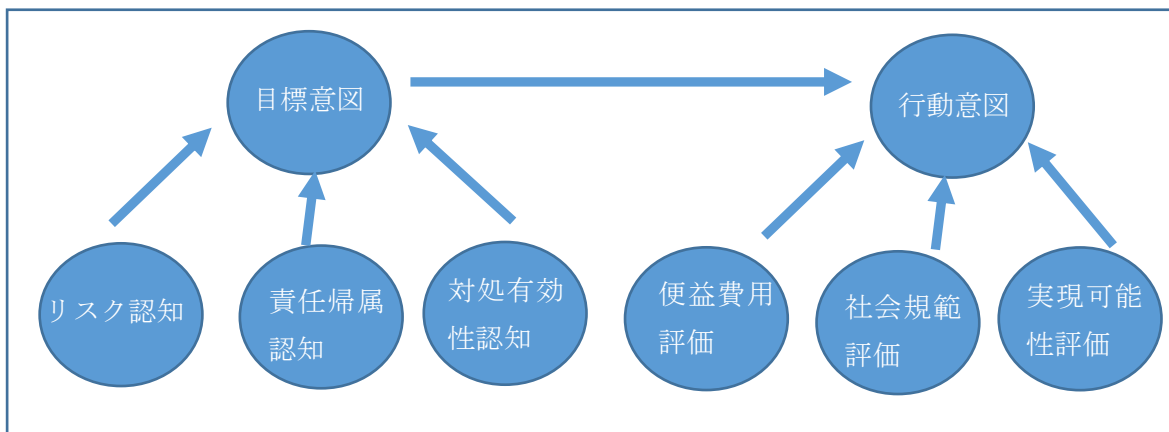 目標意図
行動意図
リスク認知
責任帰属
認知
対処有効
性認知
便益費用
評価
社会規範
評価
実現可能
性評価